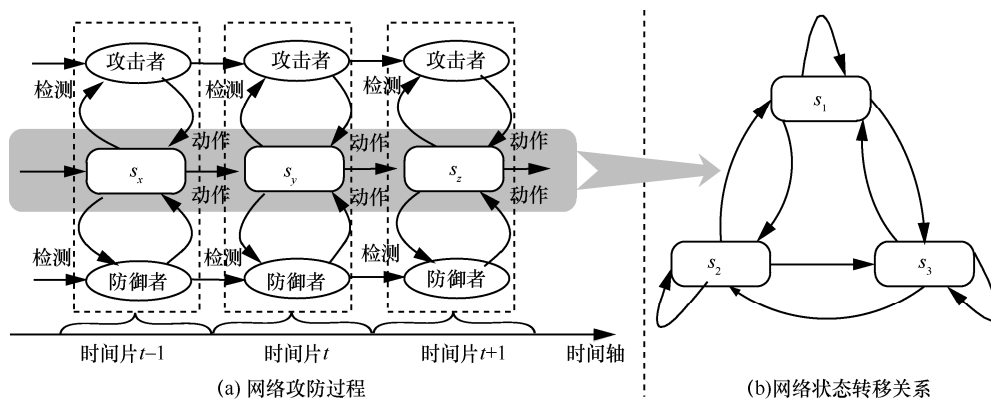 攻击者 攻击者 攻击者
检测 检测 检测
s₁
动作 动作 动作
sₓ s_y s_z
动作 动作 动作
检测 检测 检测
s₂ s₃
防御者 防御者 防御者
时间片t−1 时间片t 时间片t+1 时间轴
(a) 网络攻防过程
(b)网络状态转移关系